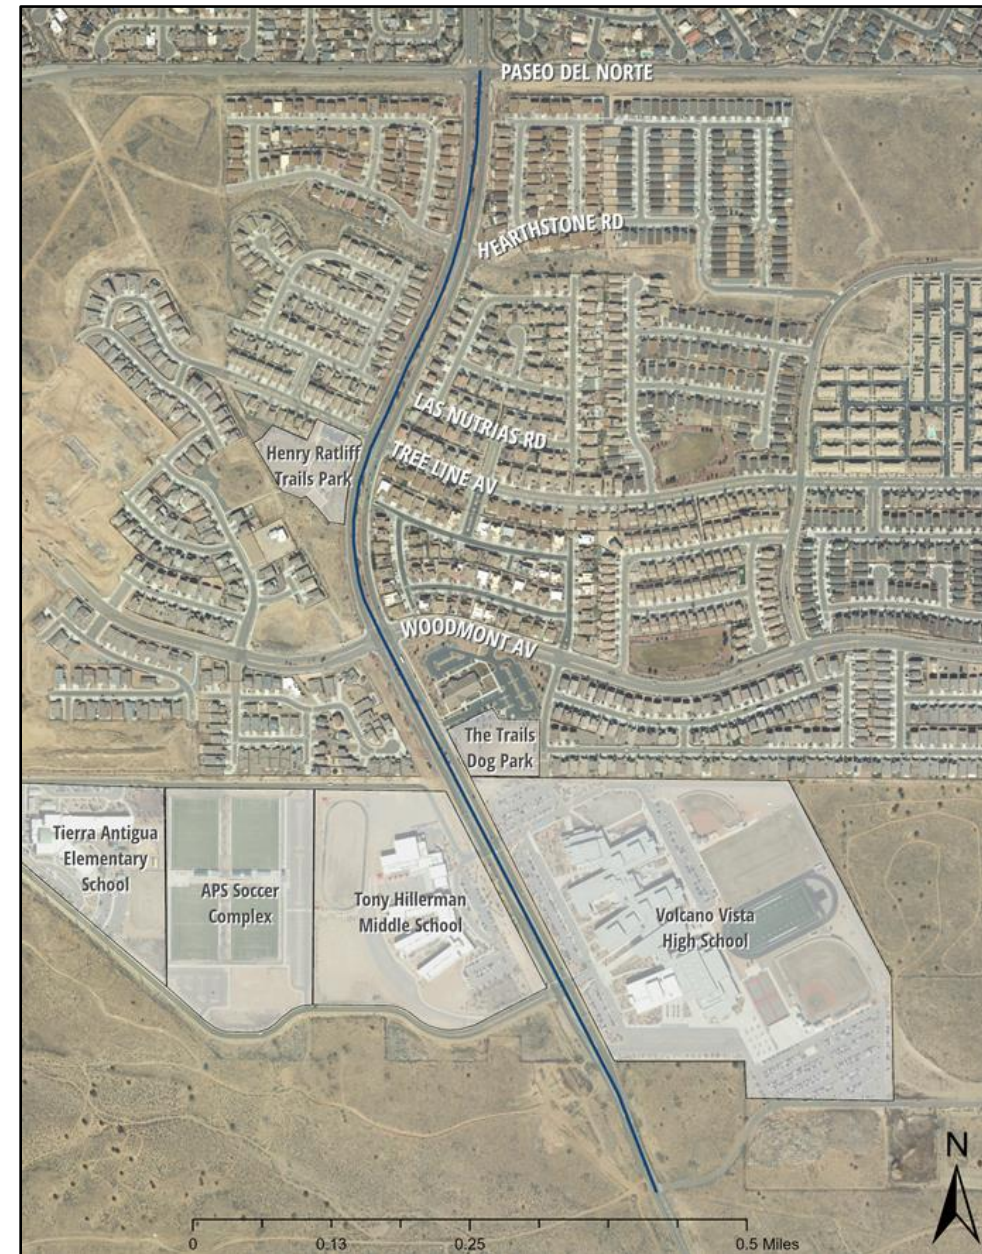 PASEO DEL NORTE
HEARTHSTONE RD
LAS NUTRIAS RD
TREE LINE AV
Henry Ratliff
Trails Park
WOODMONT AV
The Trails
Dog Park
Tierra Antigua
Elementary
School
APS Soccer
Complex
Tony Hillerman
Middle School
Volcano Vista
High School
N
0 0.13 0.25 0.5 Miles